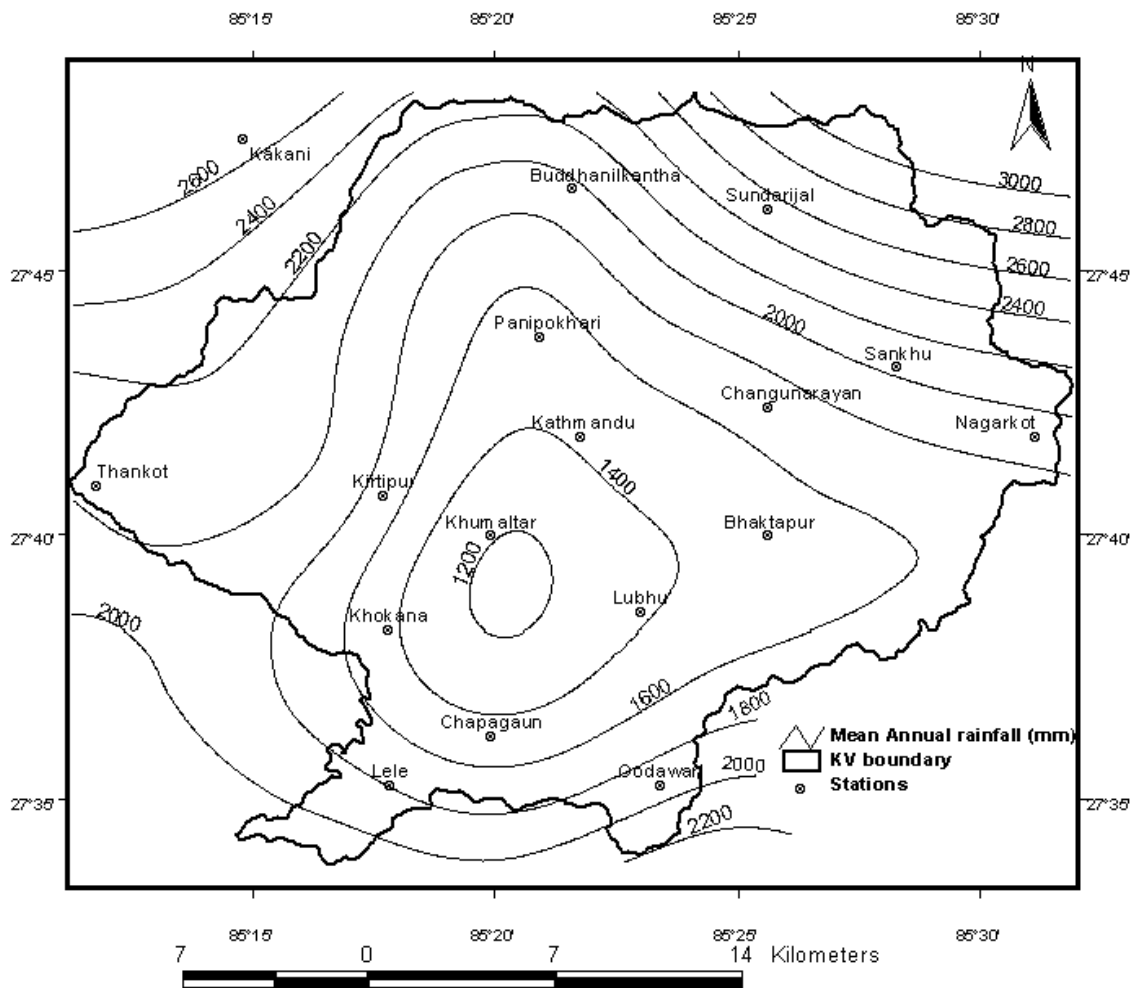 85°15' 85°20' 85°25' 85°30'
N
Kakani
2600
Buddhanilkantha
Sundarijal
3000
2400
2800
2200
27°45' 27°45'
2600
2400
2000
Panipokhari
Sankhu
Changunarayan
Kathmandu
Nagarkot
1400
Thankot
Kirtipur
Khumaltar
Bhaktapur
27°40' 27°40'
1200
Lubhu
Khokana
2000
1600
Chapagaun
1800
Mean Annual rainfall (mm)
KV boundary
Lele
Godawari
2000
Stations
27°35' 27°35'
2200
85°15' 85°20' 85°25' 85°30'
7 0 7 14 Kilometers